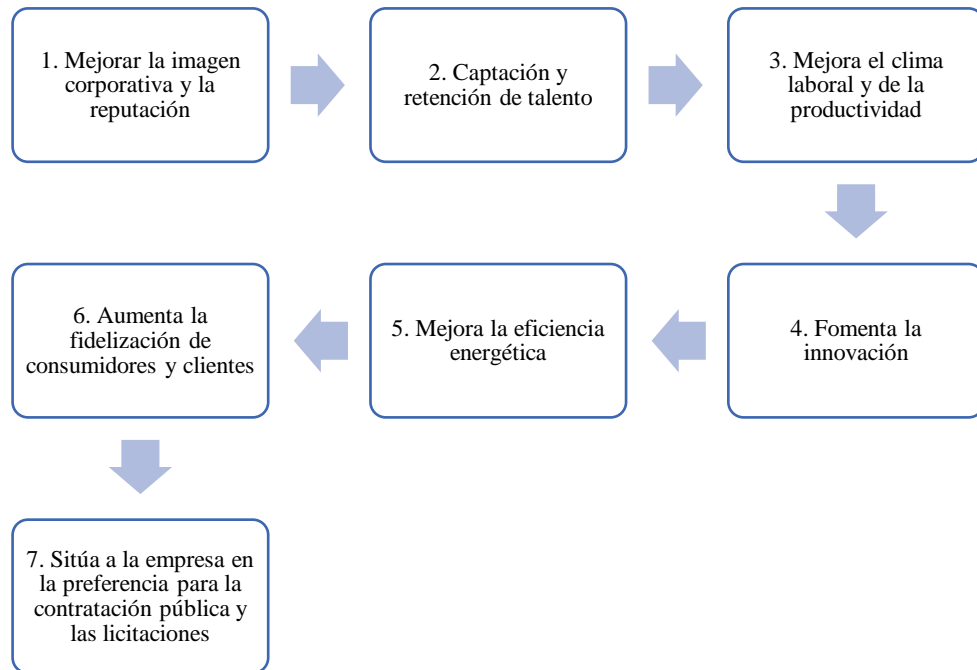 1. Mejorar la imagen
corporativa y la
reputación
2. Captación y
retención de talento
3. Mejora el clima
laboral y de la
productividad
4. Fomenta la
innovación
5. Mejora la eficiencia
energética
6. Aumenta la
fidelización de
consumidores y clientes
7. Sitúa a la empresa en
la preferencia para la
contratación pública y
las licitaciones